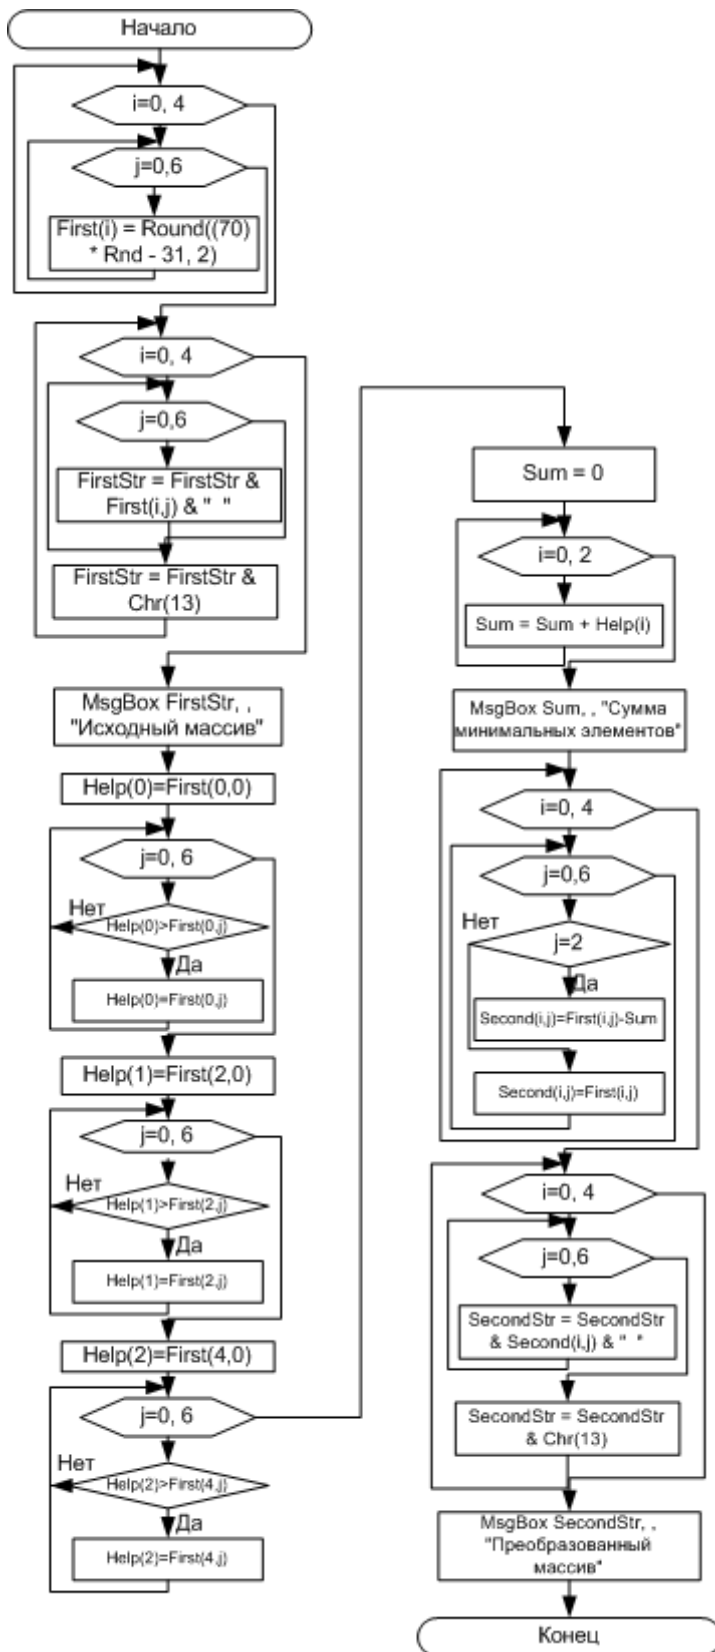 Начало
i=0, 4
j=0,6
First(i) = Round((70)
* Rnd - 31, 2)
i=0, 4
j=0,6
FirstStr = FirstStr &
First(i,j) & "  "
FirstStr = FirstStr &
Chr(13)
MsgBox FirstStr, ,
"Исходный массив"
Help(0)=First(0,0)
j=0, 6
Нет
Help(0)>First(0,j)
Да
Help(0)=First(0,j)
Help(1)=First(2,0)
j=0, 6
Нет
Help(1)>First(2,j)
Да
Help(1)=First(2,j)
Help(2)=First(4,0)
j=0, 6
Нет
Help(2)>First(4,j)
Да
Help(2)=First(4,j)
Sum = 0
i=0, 2
Sum = Sum + Help(i)
MsgBox Sum, , "Сумма
минимальных элементов"
i=0, 4
j=0,6
Нет
j=2
Да
Second(i,j)=First(i,j)-Sum
Second(i,j)=First(i,j)
i=0, 4
j=0,6
SecondStr = SecondStr
& Second(i,j) & "  "
SecondStr = SecondStr
& Chr(13)
MsgBox SecondStr, ,
"Преобразованный
массив"
Конец